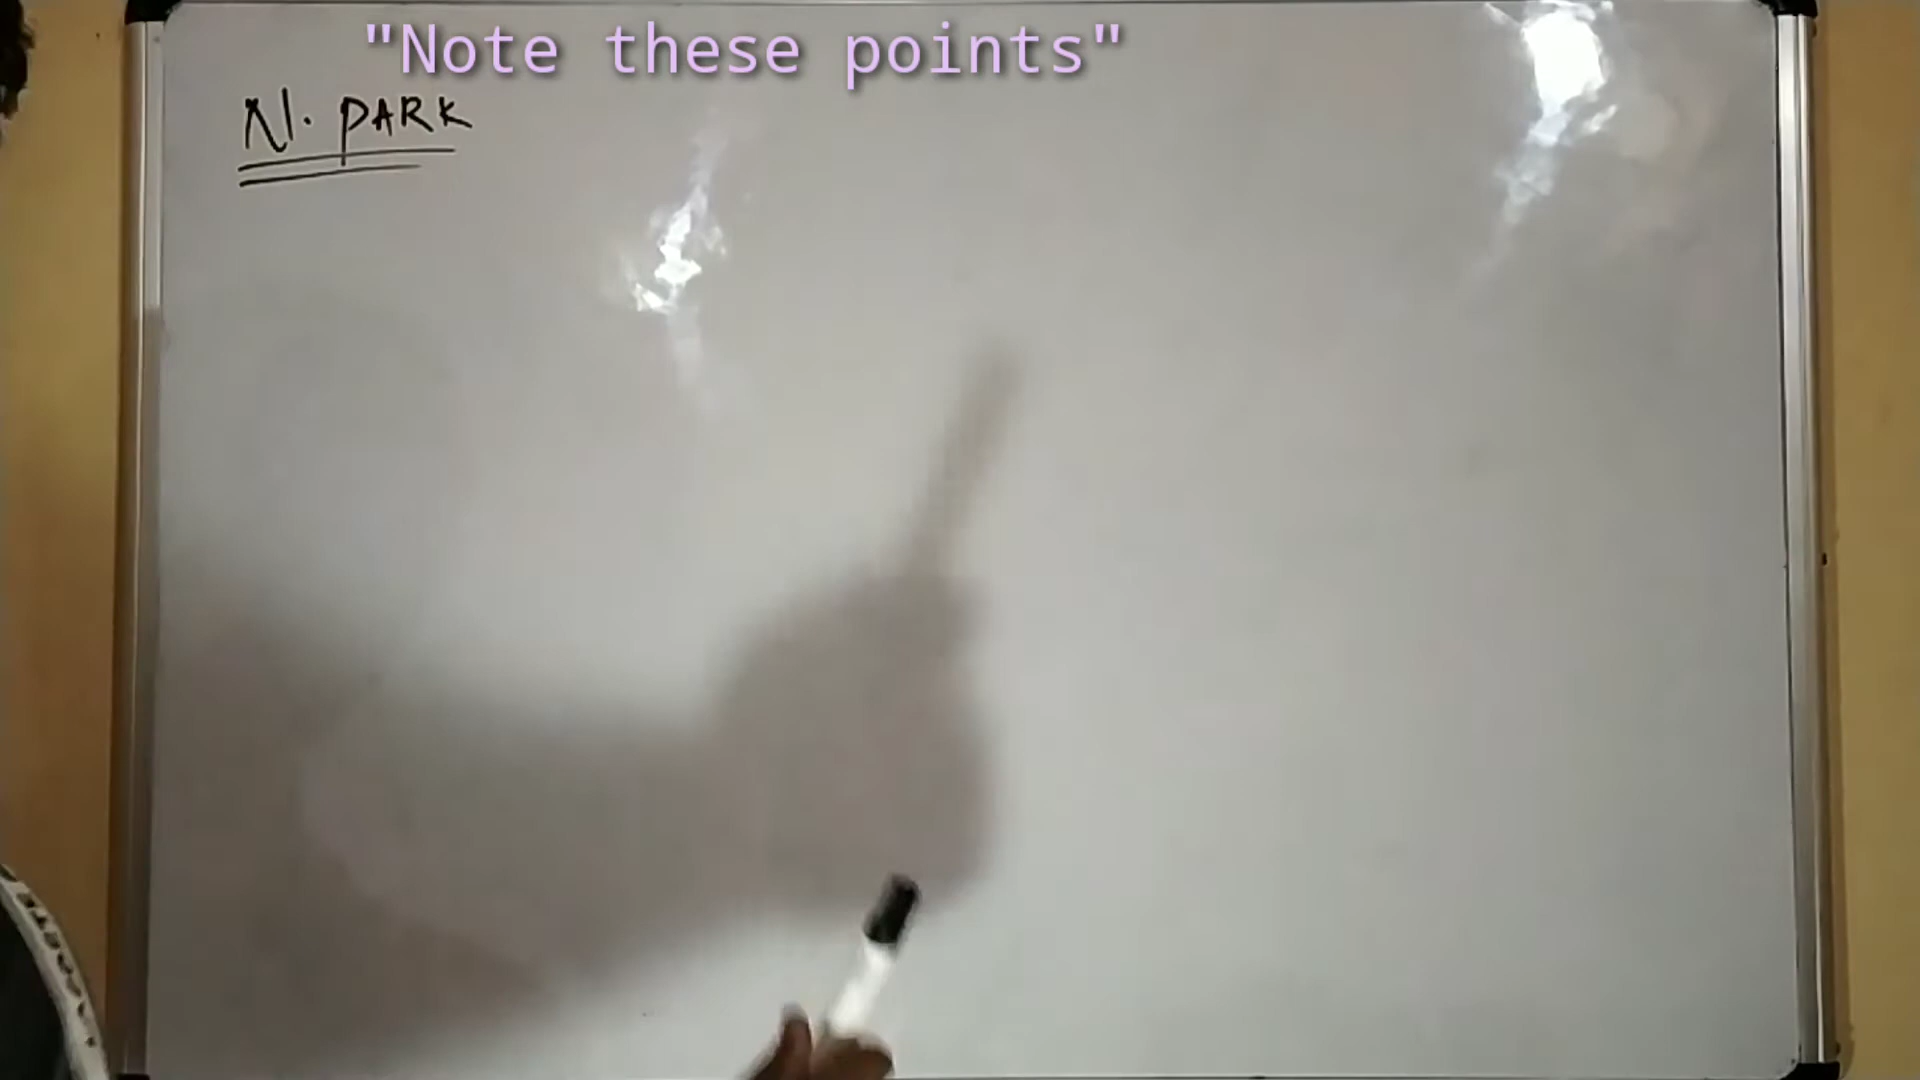 "Note these points"
N. PARK